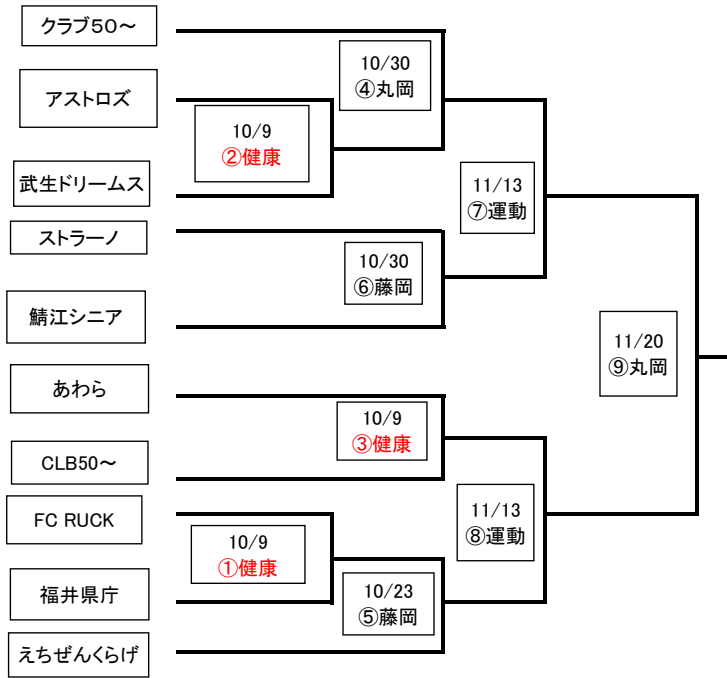 クラブ50～
アストロズ
武生ドリームス
ストラーノ
鯖江シニア
あわら
CLB50～
FC RUCK
福井県庁
えちぜんくらげ
10/9
②健康
10/9
①健康
10/30
④丸岡
10/30
⑥藤岡
10/9
③健康
10/23
⑤藤岡
11/13
⑦運動
11/13
⑧運動
11/20
⑨丸岡